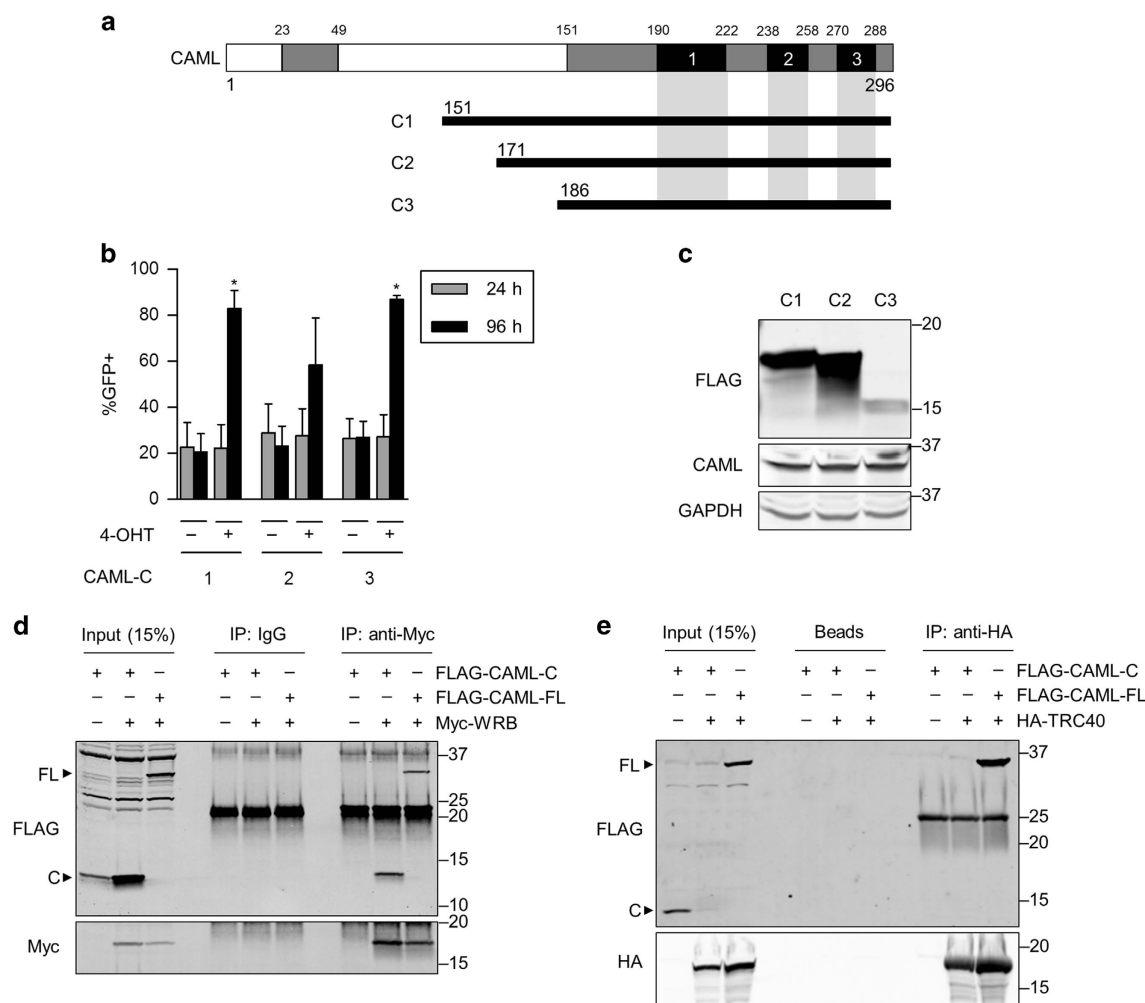 a
23 49 151 190 222 238 258 270 288
CAML 1 2 3
1 296
C1 151
C2 171
C3 186
b
100
80
60
40
20
0
%GFP+
* *
24 h
96 h
4-OHT – + – + – +
CAML-C 1 2 3
c
C1 C2 C3
–20
FLAG
–15
–37
CAML
–37
GAPDH
d
Input (15%) IP: IgG IP: anti-Myc
+ + – + + – + + – FLAG-CAML-C
– – + – – + – – + FLAG-CAML-FL
– + + – + + – + + Myc-WRB
–37
FL
–25
–20
FLAG
–15
C
–10
–20
Myc
–15
e
Input (15%) Beads IP: anti-HA
+ + – + + – + + – FLAG-CAML-C
– – + – – + – – + FLAG-CAML-FL
– + + – + + – + + HA-TRC40
–37
FL
–25
FLAG
–20
–15
C
–20
HA
–15